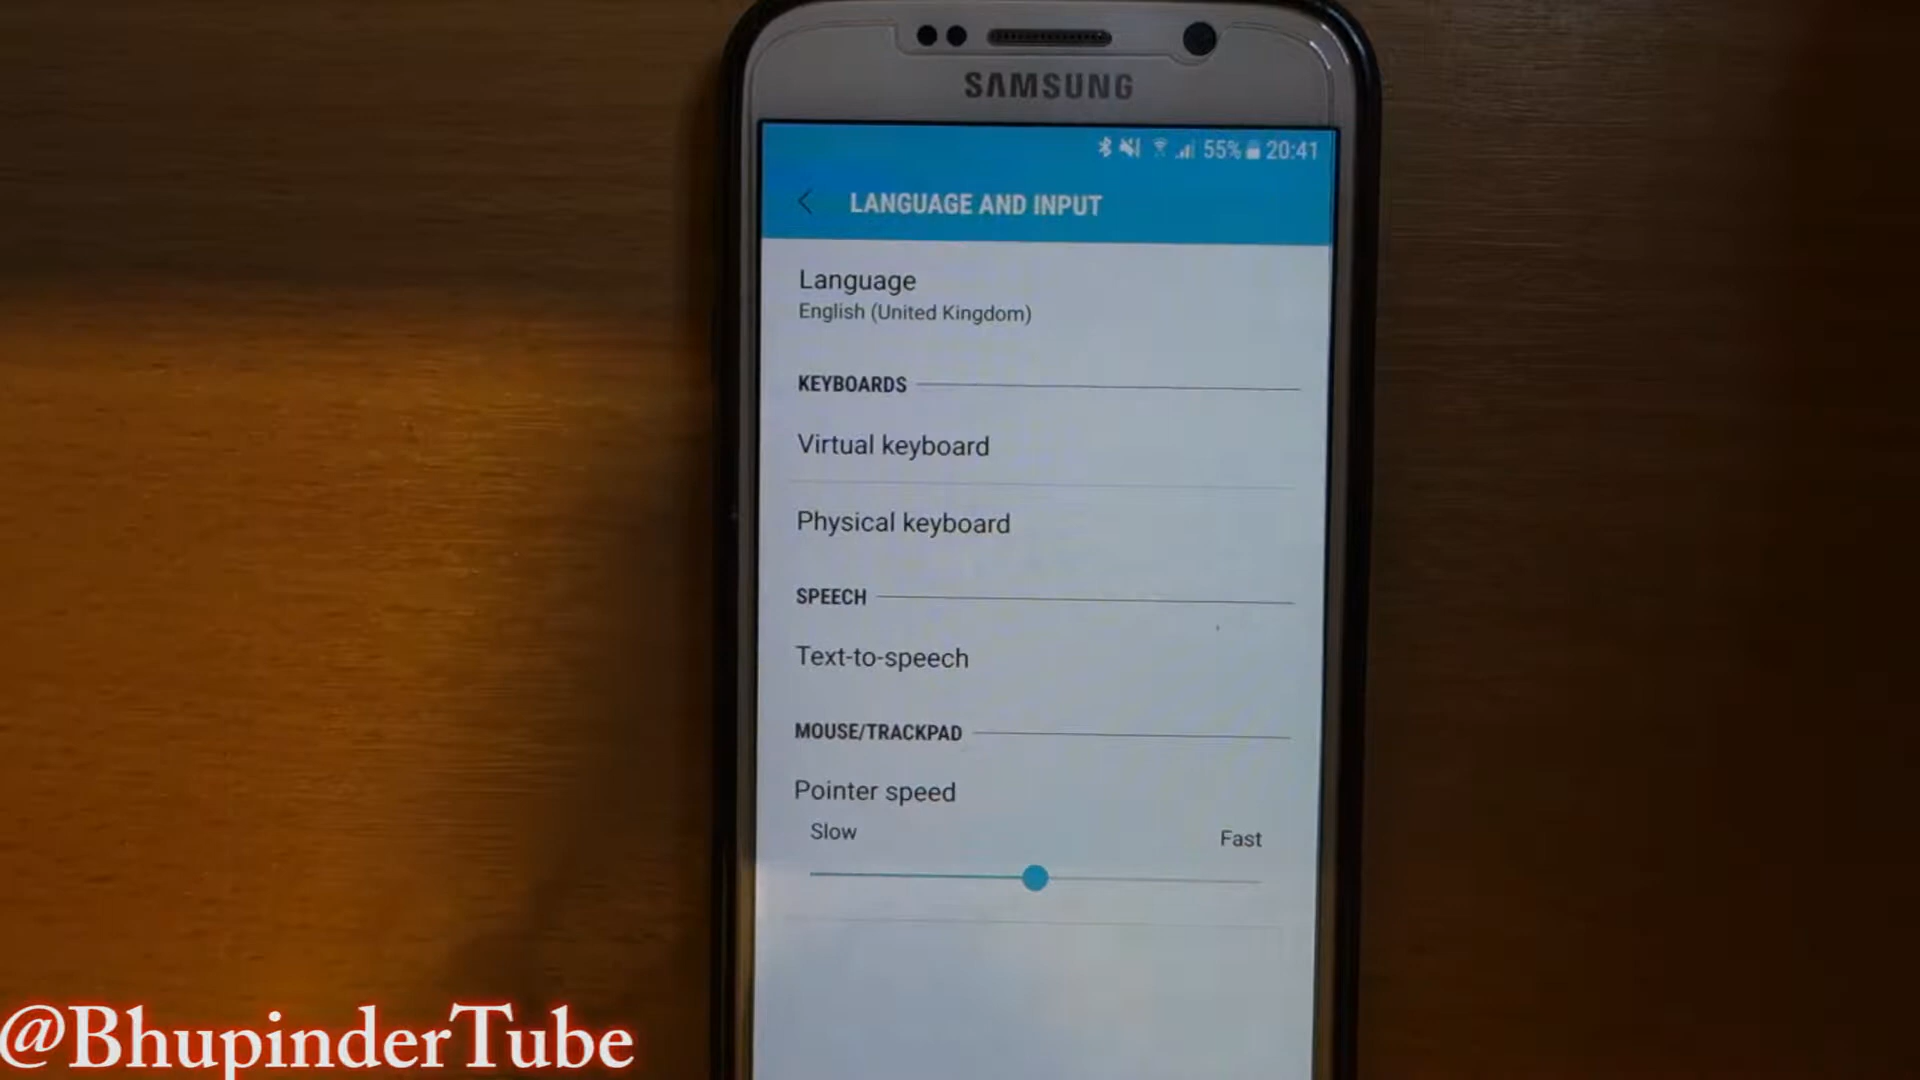 SAMSUNG
55% 20:41
LANGUAGE AND INPUT
Language
English (United Kingdom)
KEYBOARDS
Virtual keyboard
Physical keyboard
SPEECH
Text-to-speech
MOUSE/TRACKPAD
Pointer speed
Slow Fast
@BhupinderTube